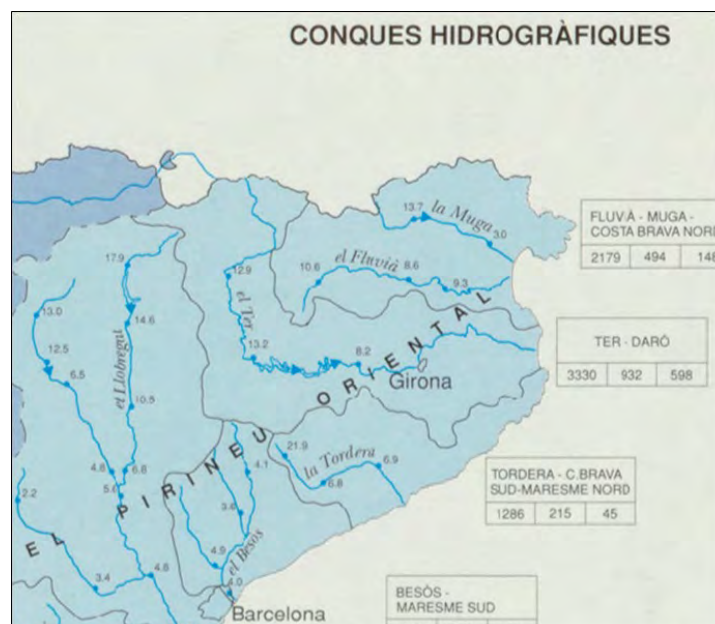 CONQUES HIDROGRÀFIQUES
la Muga
13.7
3.0
FLUVIÀ - MUGA -
COSTA BRAVA NORD
2179 494 148
el Fluvià
10.6
8.6
9.3
17.9
12.9
el Ter
13.0
14.6
el Llobregat
12.5
6.5
13.2
8.2
Girona
TER - DARÓ
3330 932 598
10.5
EL PIRINEU ORIENTAL
21.9
la Tordera
6.9
6.8
4.1
TORDERA - C.BRAVA
SUD-MARESME NORD
1286 215 45
4.8
6.8
5.6
2.2
3.6
4.9
el Besòs
3.4
4.8
4.0
Barcelona
BESÒS -
MARESME SUD